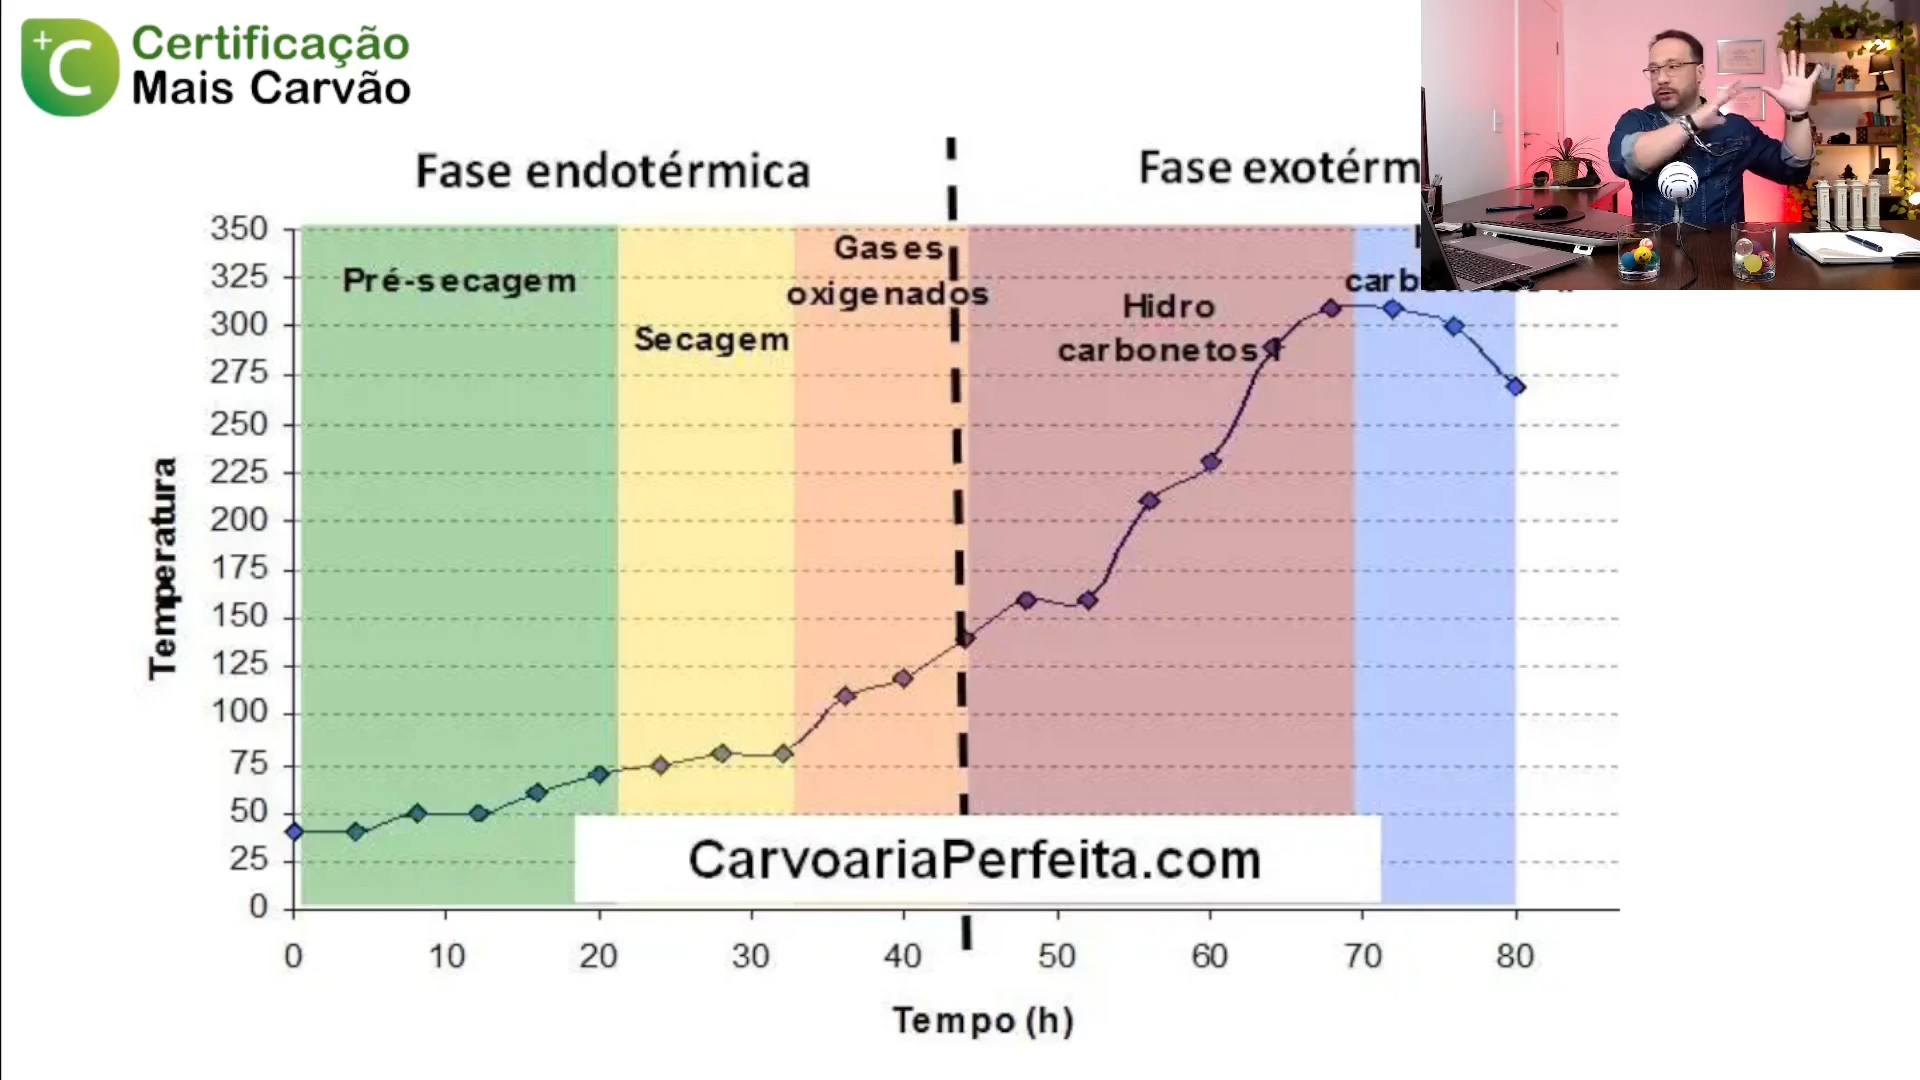 Certificação
Mais Carvão
Fase endotérmica
Fase exotérm
Gases
oxigenados
Pré-secagem
Secagem
Hidro
carbonetos I
350
325
300
275
250
225
200
175
150
125
100
75
50
25
0
Temperatura
CarvoariaPerfeita.com
0 10 20 30 40 50 60 70 80
Tempo (h)